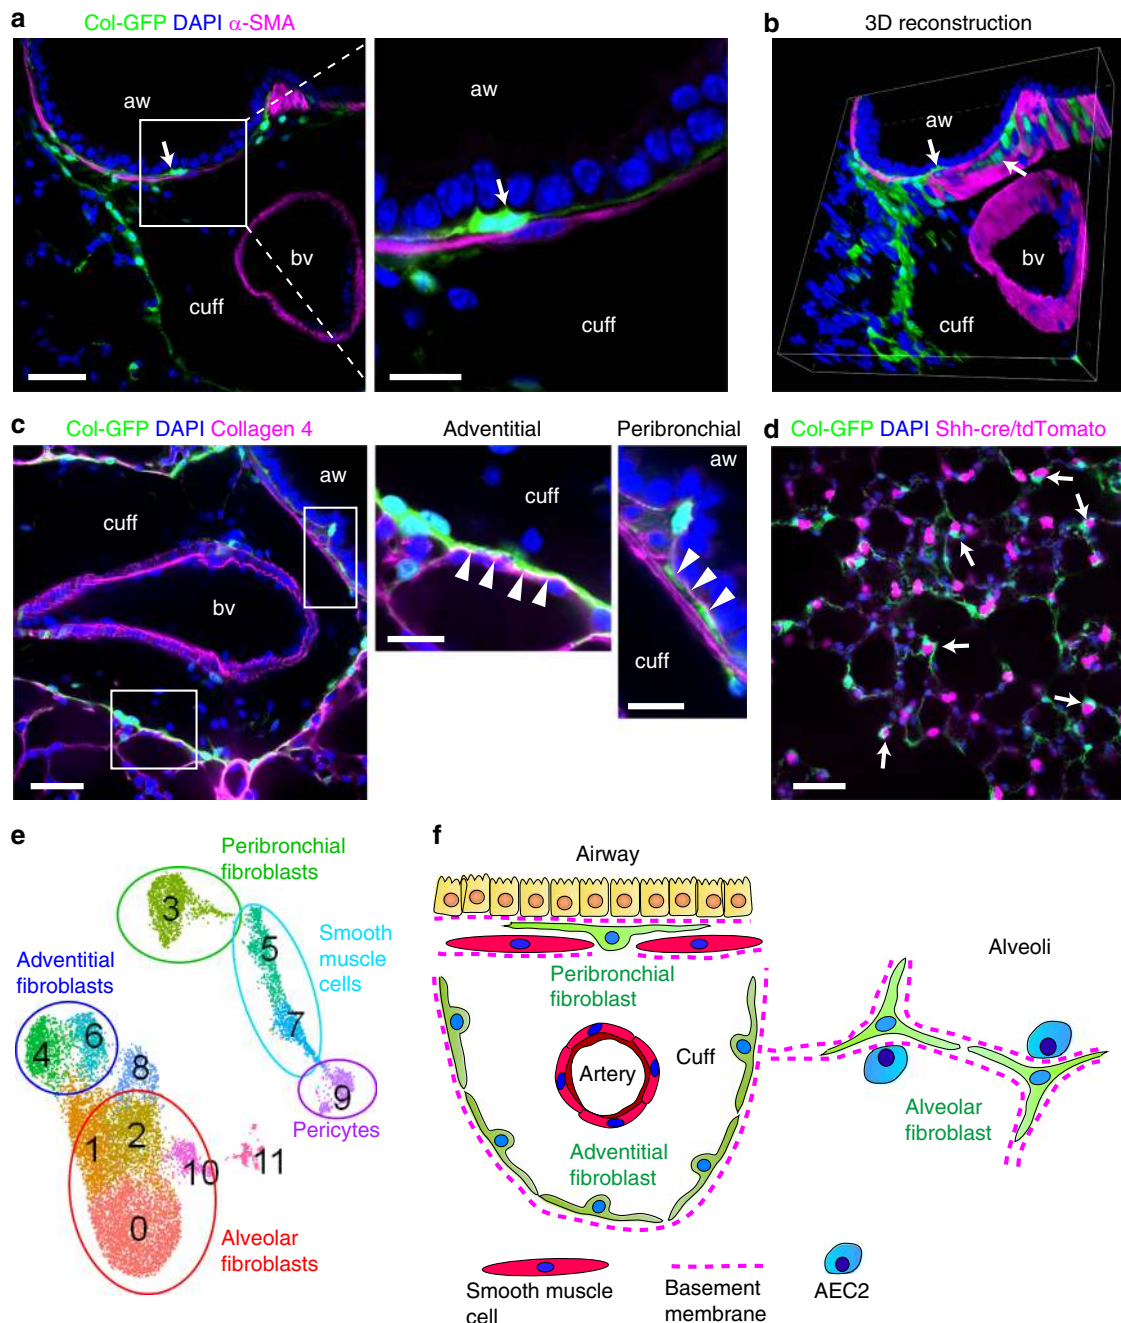 a
Col-GFP DAPI α-SMA
aw
bv
cuff
aw
cuff
b
3D reconstruction
aw
bv
cuff
c
Col-GFP DAPI Collagen 4
aw
cuff
bv
Adventitial
cuff
Peribronchial
aw
cuff
d
Col-GFP DAPI Shh-cre/tdTomato
e
Peribronchial
fibroblasts
3
5
Smooth
muscle
cells
7
Adventitial
fibroblasts
4
6
8
9
Pericytes
1
2
10
11
0
Alveolar
fibroblasts
f
Airway
Peribronchial
fibroblast
Cuff
Artery
Adventitial
fibroblast
Alveoli
Alveolar
fibroblast
Smooth muscle
cell
Basement
membrane
AEC2